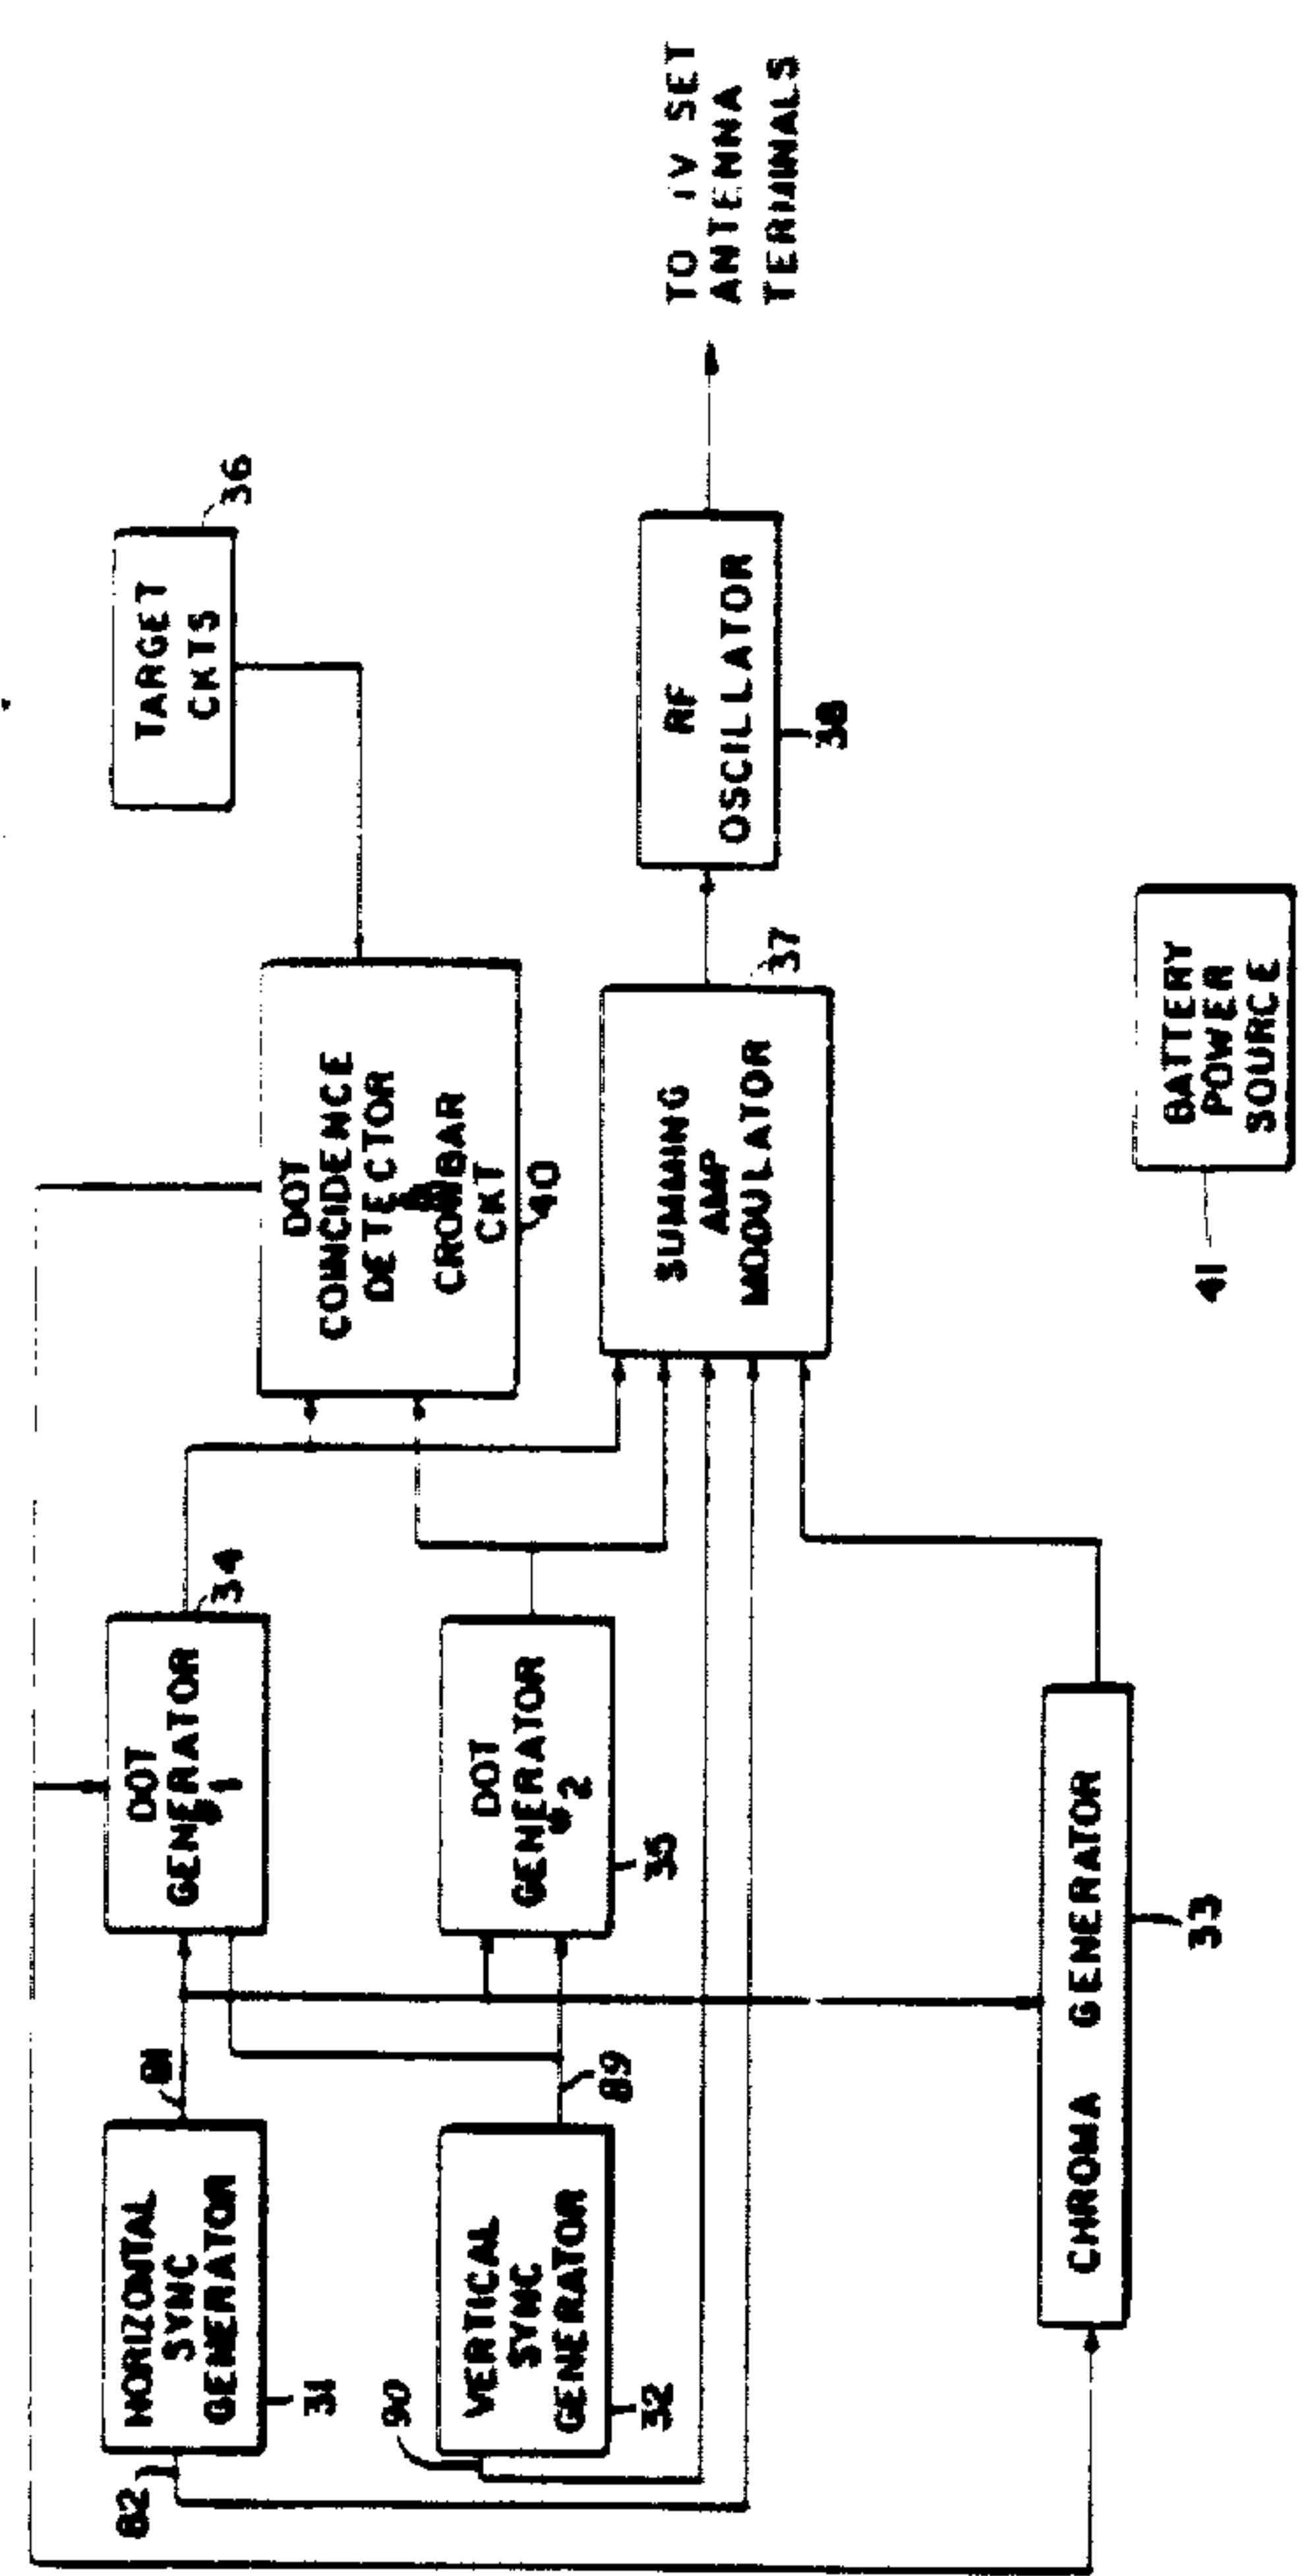 HORIZONTAL
SYNC
GENERATOR
31
82
81
VERTICAL
SYNC
GENERATOR
32
90
89
DOT
GENERATOR
#1
34
DOT
GENERATOR
#2
35
CHROMA GENERATOR
33
DOT
COINCIDENCE
DETECTOR
&
CROWBAR
CKT
40
TARGET
CKTS
36
SUMMING
AMP
MODULATOR
37
RF
OSCILLATOR
38
TO TV SET
ANTENNA
TERMINALS
BATTERY
POWER
SOURCE
41